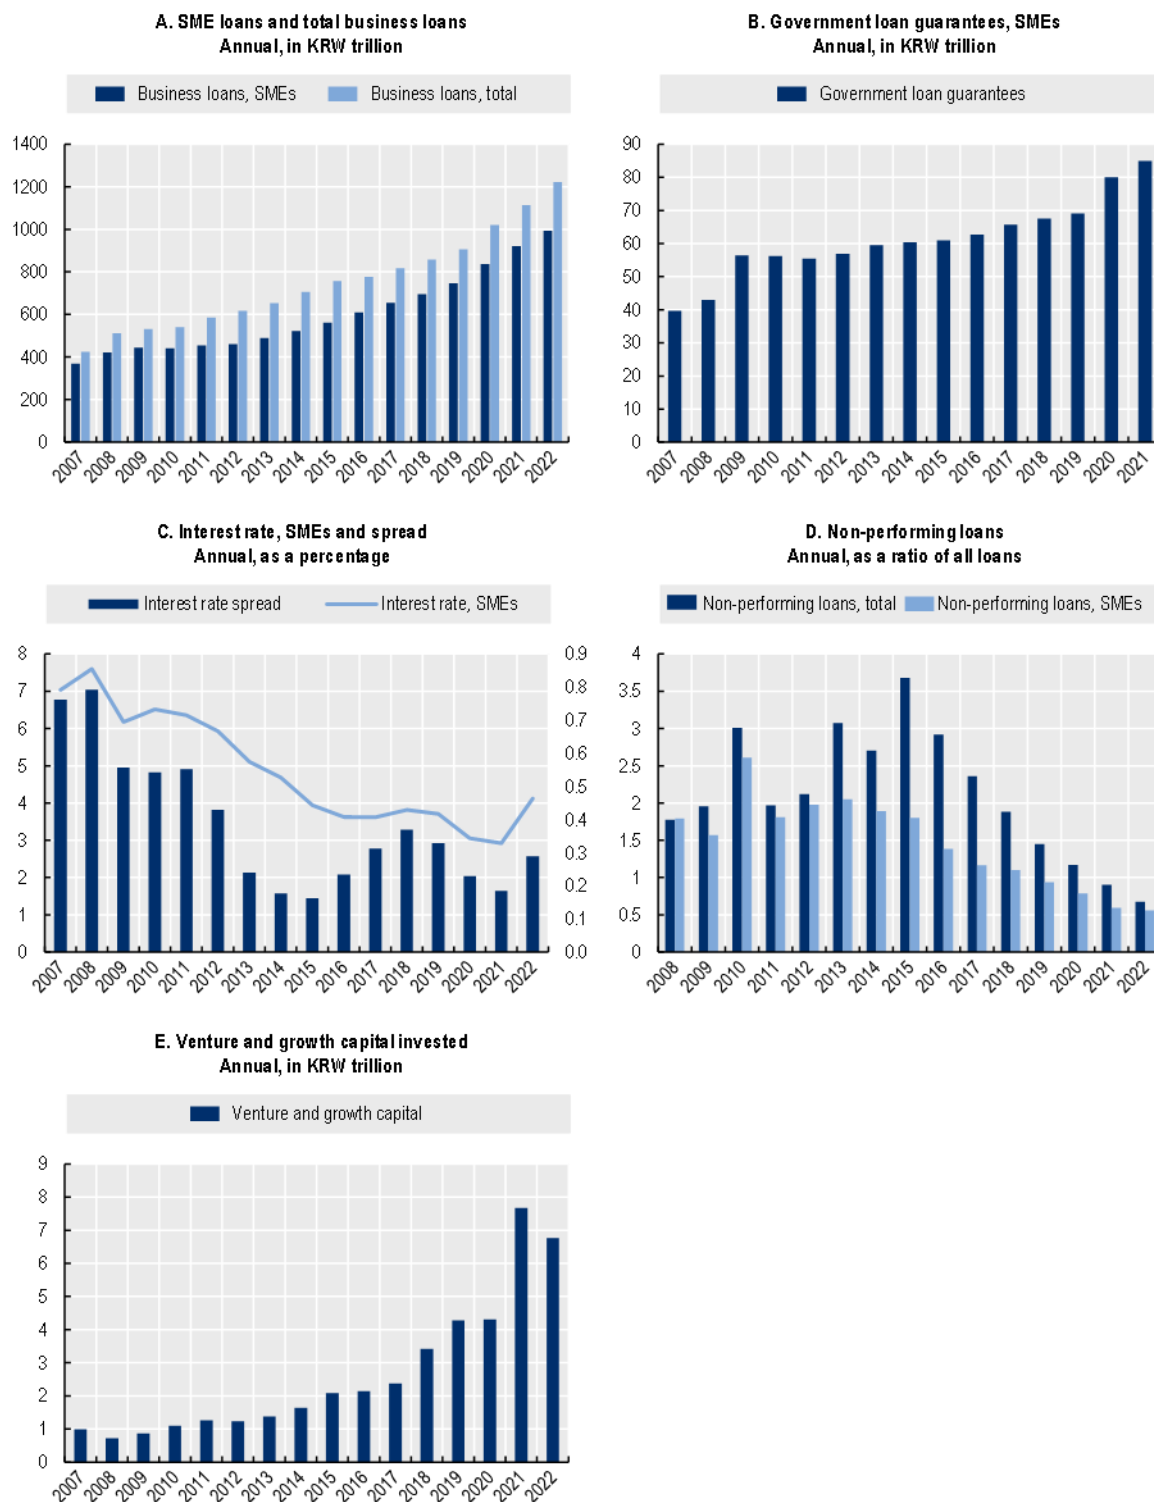 A. SME loans and total business loans
Annual, in KRW trillion
Business loans, SMEs Business loans, total
1400
1200
1000
800
600
400
200
0
2007 2008 2009 2010 2011 2012 2013 2014 2015 2016 2017 2018 2019 2020 2021 2022
B. Government loan guarantees, SMEs
Annual, in KRW trillion
Government loan guarantees
90
80
70
60
50
40
30
20
10
0
2007 2008 2009 2010 2011 2012 2013 2014 2015 2016 2017 2018 2019 2020 2021
C. Interest rate, SMEs and spread
Annual, as a percentage
Interest rate spread Interest rate, SMEs
8
7
6
5
4
3
2
1
0
0.9
0.8
0.7
0.6
0.5
0.4
0.3
0.2
0.1
0.0
2007 2008 2009 2010 2011 2012 2013 2014 2015 2016 2017 2018 2019 2020 2021 2022
D. Non-performing loans
Annual, as a ratio of all loans
Non-performing loans, total Non-performing loans, SMEs
4
3.5
3
2.5
2
1.5
1
0.5
0
2008 2009 2010 2011 2012 2013 2014 2015 2016 2017 2018 2019 2020 2021 2022
E. Venture and growth capital invested
Annual, in KRW trillion
Venture and growth capital
9
8
7
6
5
4
3
2
1
0
2007 2008 2009 2010 2011 2012 2013 2014 2015 2016 2017 2018 2019 2020 2021 2022